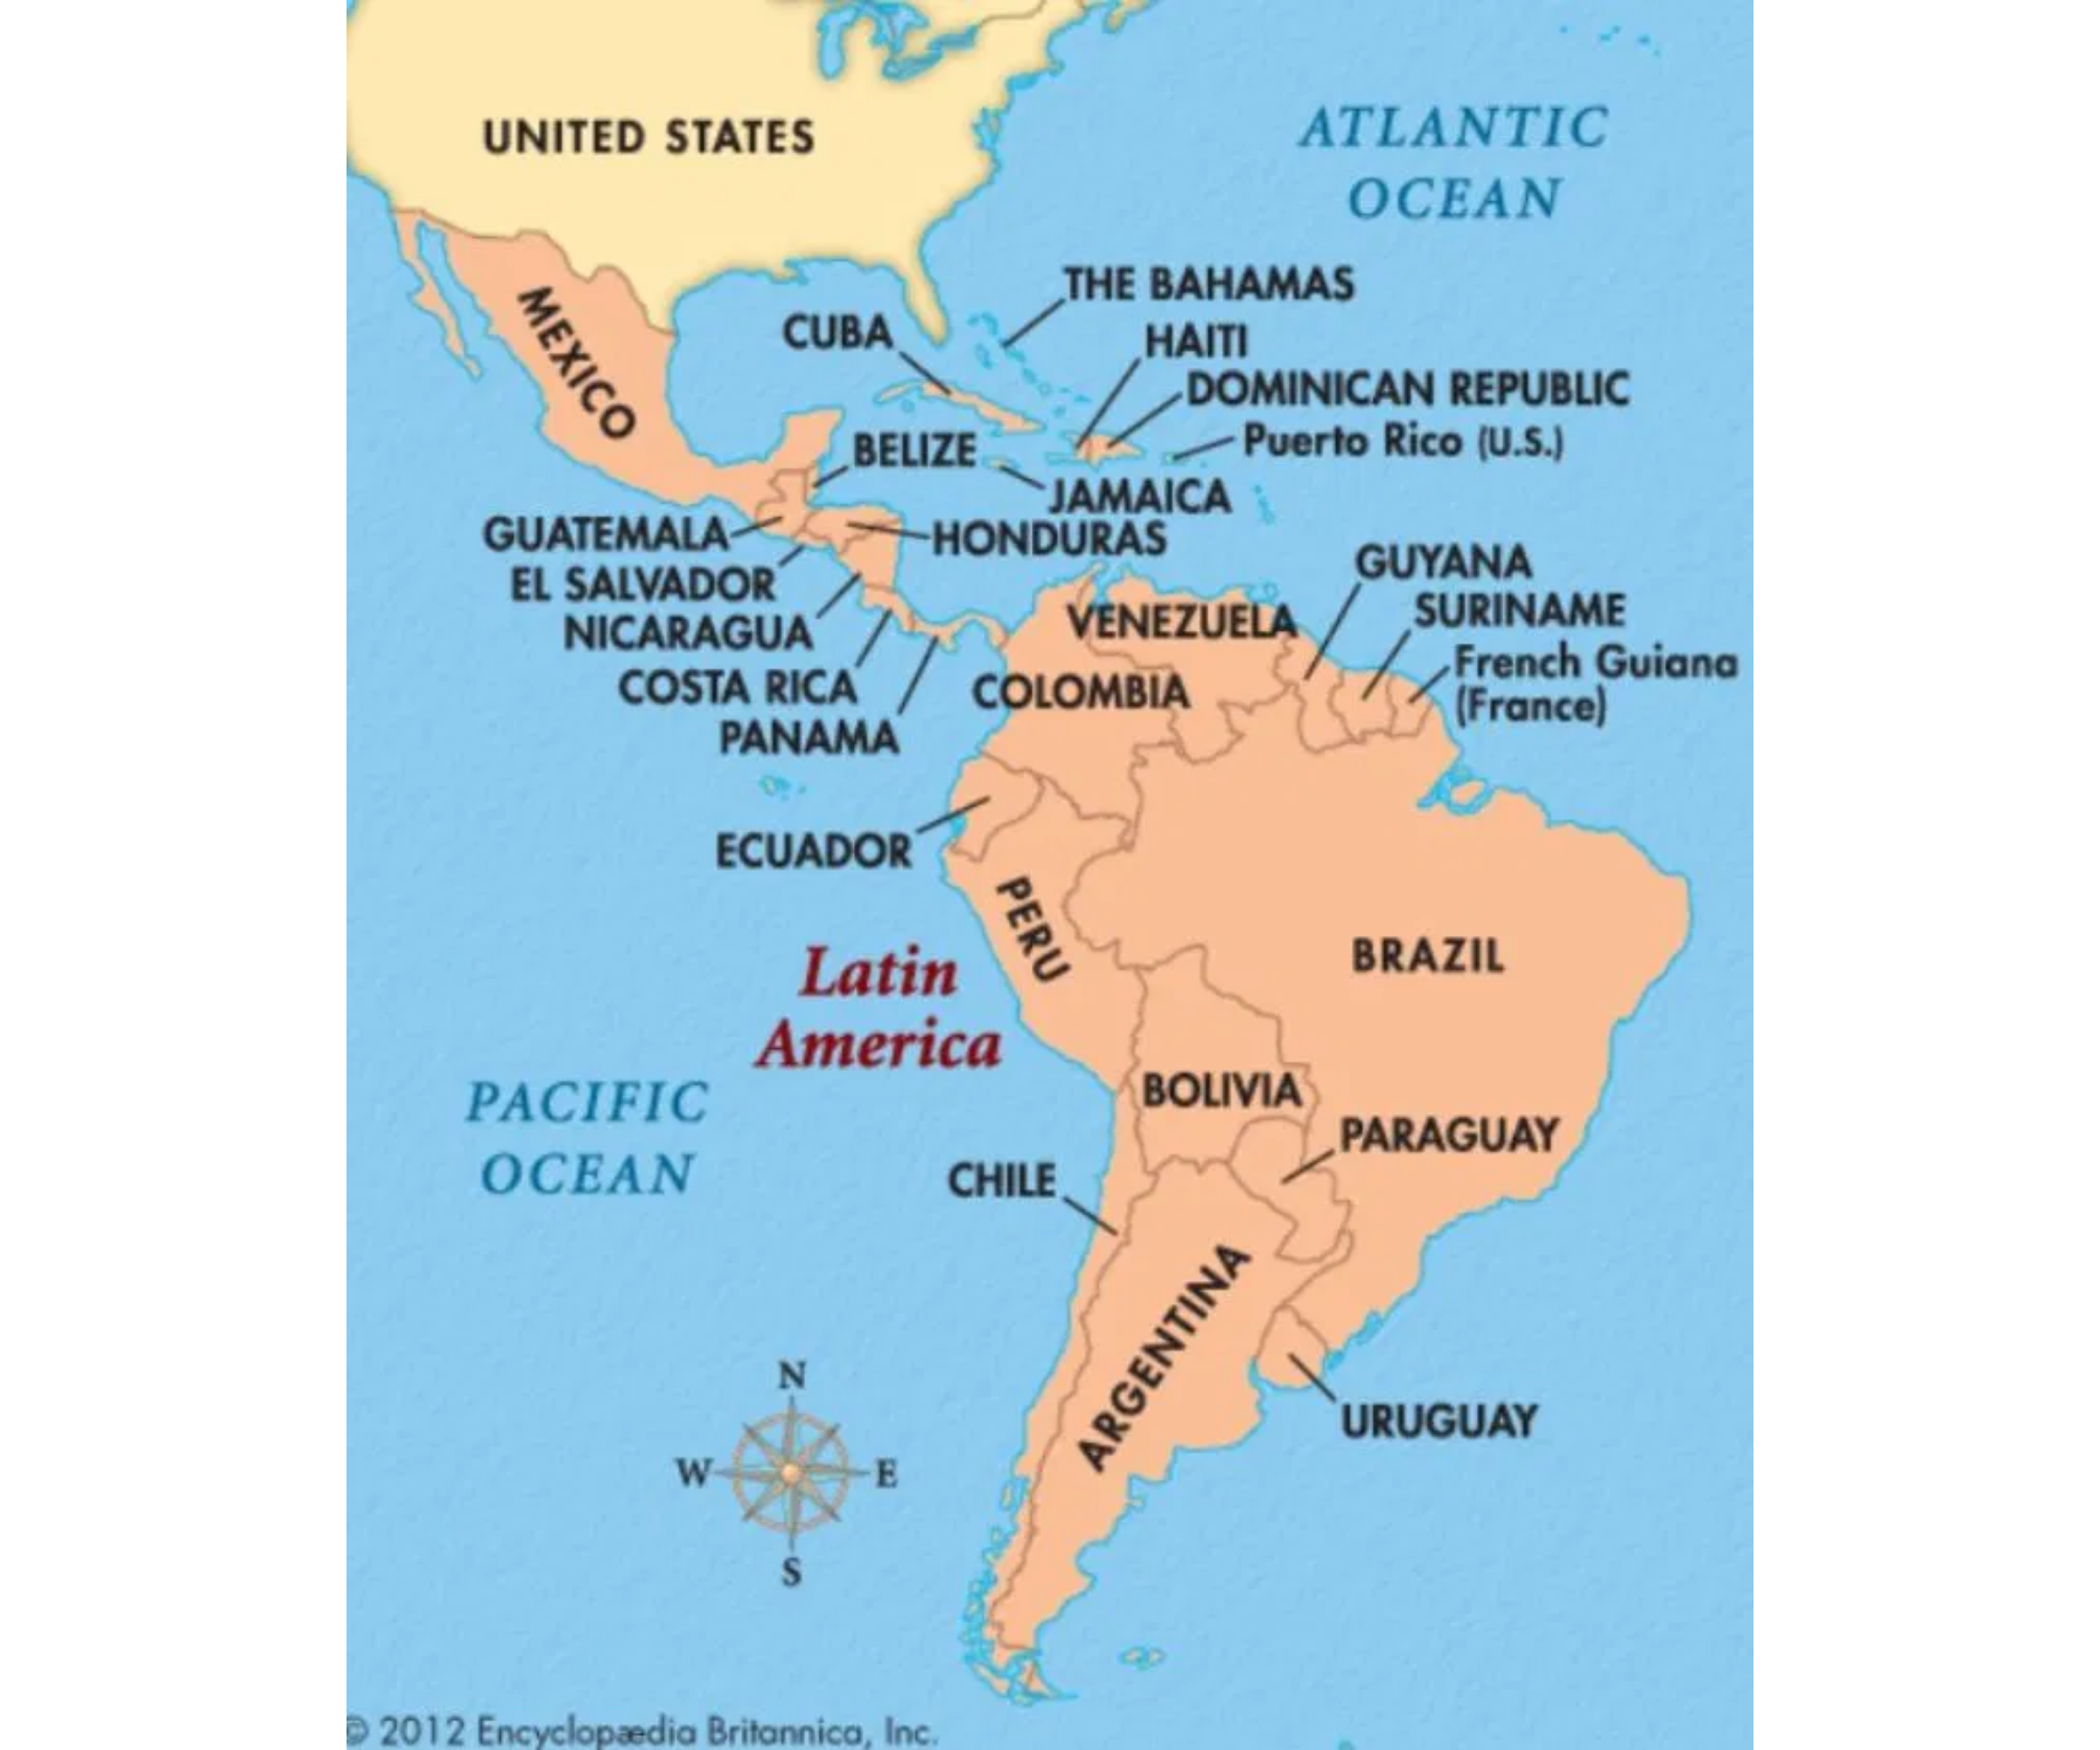 UNITED STATES
ATLANTIC
OCEAN
MEXICO
THE BAHAMAS
CUBA
HAITI
DOMINICAN REPUBLIC
Puerto Rico (U.S.)
BELIZE
JAMAICA
GUATEMALA
HONDURAS
EL SALVADOR
NICARAGUA
COSTA RICA
PANAMA
GUYANA
SURINAME
French Guiana
(France)
VENEZUELA
COLOMBIA
ECUADOR
PERU
BRAZIL
Latin
America
PACIFIC
OCEAN
BOLIVIA
PARAGUAY
CHILE
ARGENTINA
URUGUAY
N
W
E
S
© 2012 Encyclopædia Britannica, Inc.